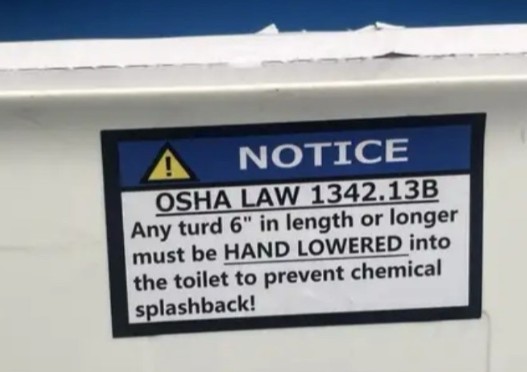 NOTICE
OSHA LAW 1342.13B
Any turd 6" in length or longer
must be HAND LOWERED into
the toilet to prevent chemical
splashback!